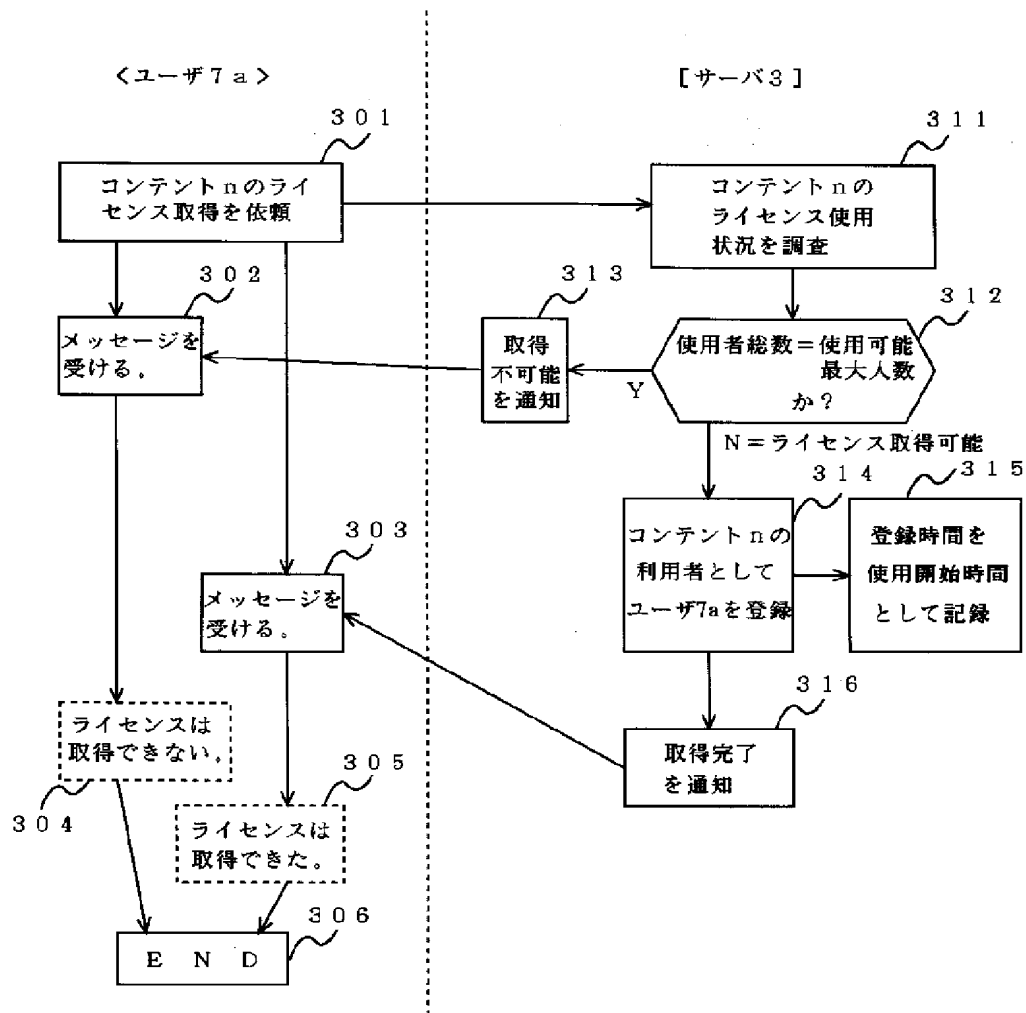 <ユーザ7a>
[サーバ3]
301
コンテントnのライ
センス取得を依頼
311
コンテントnの
ライセンス使用
状況を調査
302
メッセージを
受ける。
313
取得
不可能
を通知
312
使用者総数=使用可能
最大人数
か?
Y
N=ライセンス取得可能
314
コンテントnの
利用者として
ユーザ7aを登録
315
登録時間を
使用開始時間
として記録
303
メッセージを
受ける。
316
取得完了
を通知
ライセンスは
取得できない。
304
305
ライセンスは
取得できた。
306
END